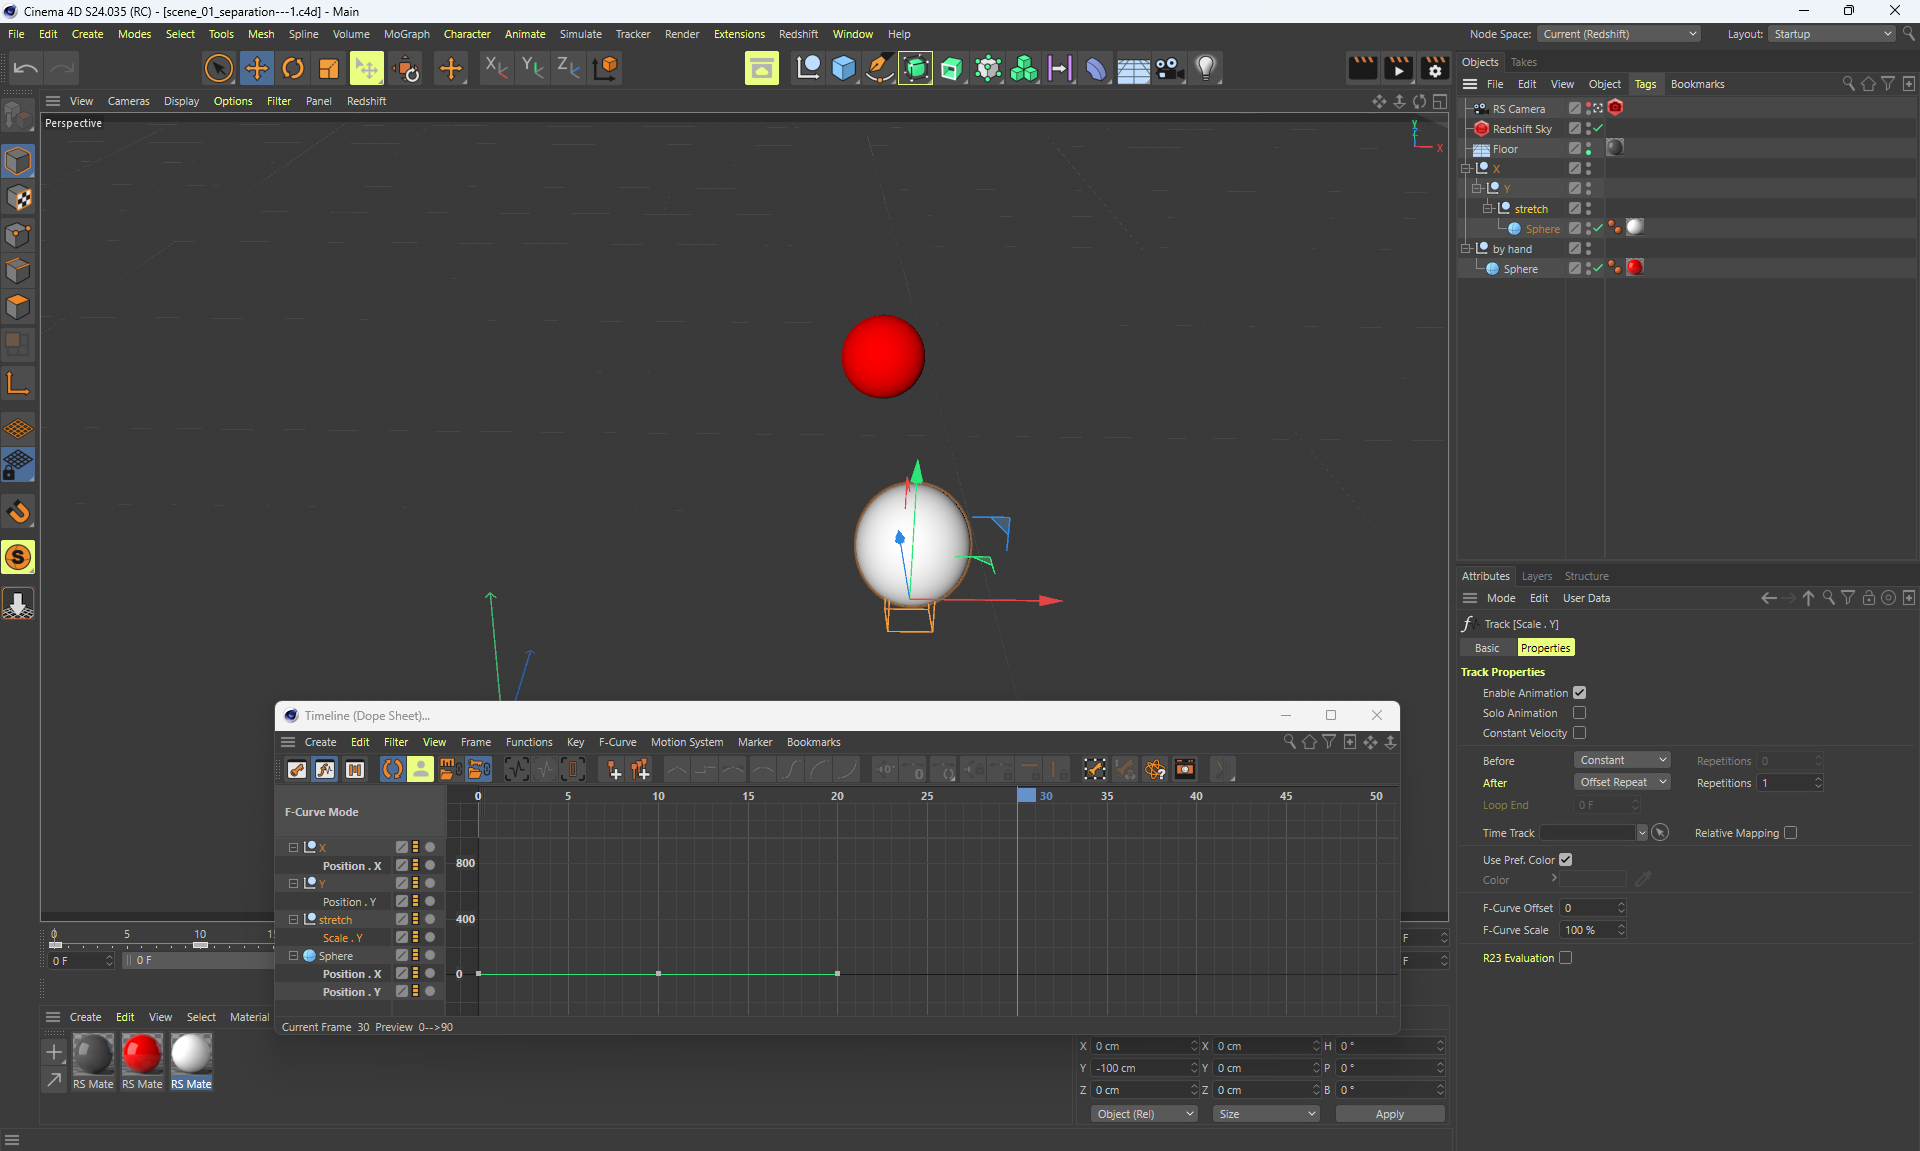 Cinema 4D S24.035 (RC) - [scene_01_separation---1.c4d] - Main
File Edit Create Modes Select Tools Mesh Spline Volume MoGraph Character Animate Simulate Tracker Render Extensions Redshift Window Help
Node Space: Current (Redshift) Layout: Startup
View Cameras Display Options Filter Panel Redshift
Perspective
Y
Z
X
Objects Takes
File Edit View Object Tags Bookmarks
RS Camera
Redshift Sky
Floor
X
Y
stretch
Sphere
by hand
Sphere
Attributes Layers Structure
Mode Edit User Data
Track [Scale . Y]
Basic Properties
Track Properties
Enable Animation
Solo Animation
Constant Velocity
Before Constant Repetitions 0
After Offset Repeat Repetitions 1
Loop End 0 F
Time Track Relative Mapping
Use Pref. Color
Color
F-Curve Offset 0
F-Curve Scale 100 %
R23 Evaluation
Timeline (Dope Sheet)...
Create Edit Filter View Frame Functions Key F-Curve Motion System Marker Bookmarks
0 5 10 15 20 25 30 35 40 45 50
F-Curve Mode
X
Position . X
Y
Position . Y
stretch
Scale . Y
Sphere
Position . X
Position . Y
800
400
0
Current Frame 30 Preview 0-->90
0 5 10 1
0 F 0 F
F
F
Create Edit View Select Material
RS Mate RS Mate RS Mate
X 0 cm X 0 cm H 0 °
Y -100 cm Y 0 cm P 0 °
Z 0 cm Z 0 cm B 0 °
Object (Rel) Size Apply